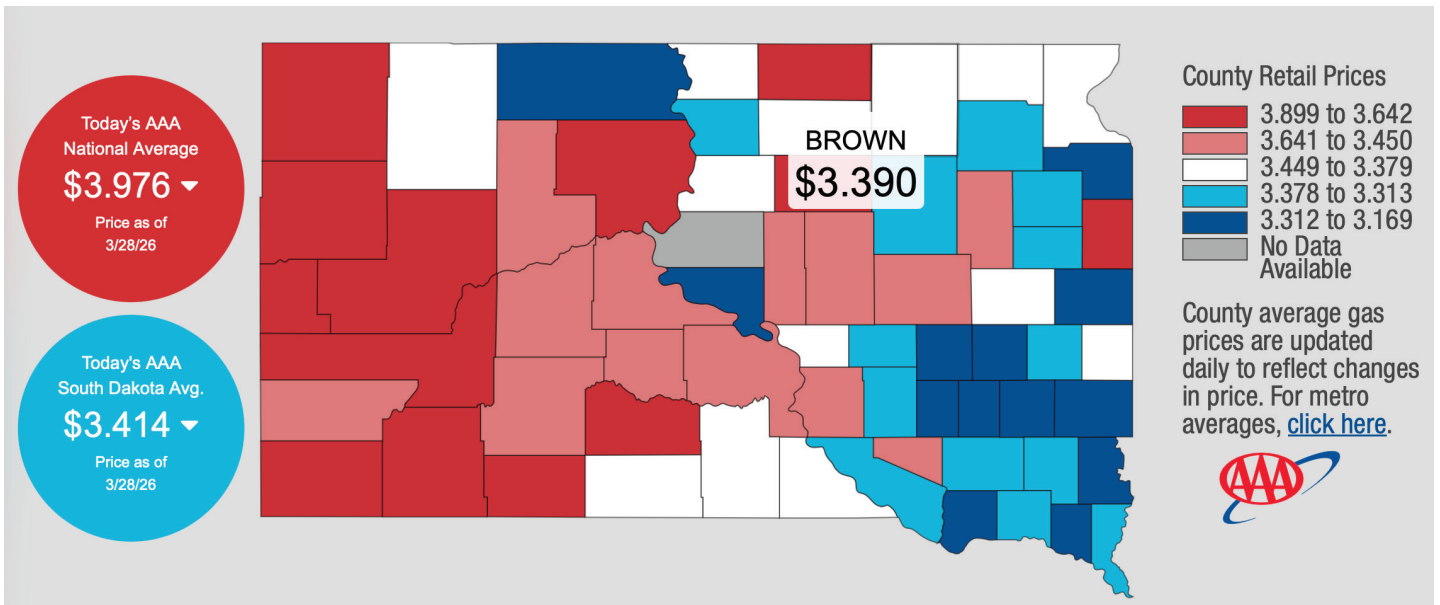 Today's AAA
National Average
$3.976
Price as of
3/28/26
Today's AAA
South Dakota Avg.
$3.414
Price as of
3/28/26
BROWN
$3.390
County Retail Prices
3.899 to 3.642
3.641 to 3.450
3.449 to 3.379
3.378 to 3.313
3.312 to 3.169
No Data
Available
County average gas
prices are updated
daily to reflect changes
in price. For metro
averages, click here.
AAA